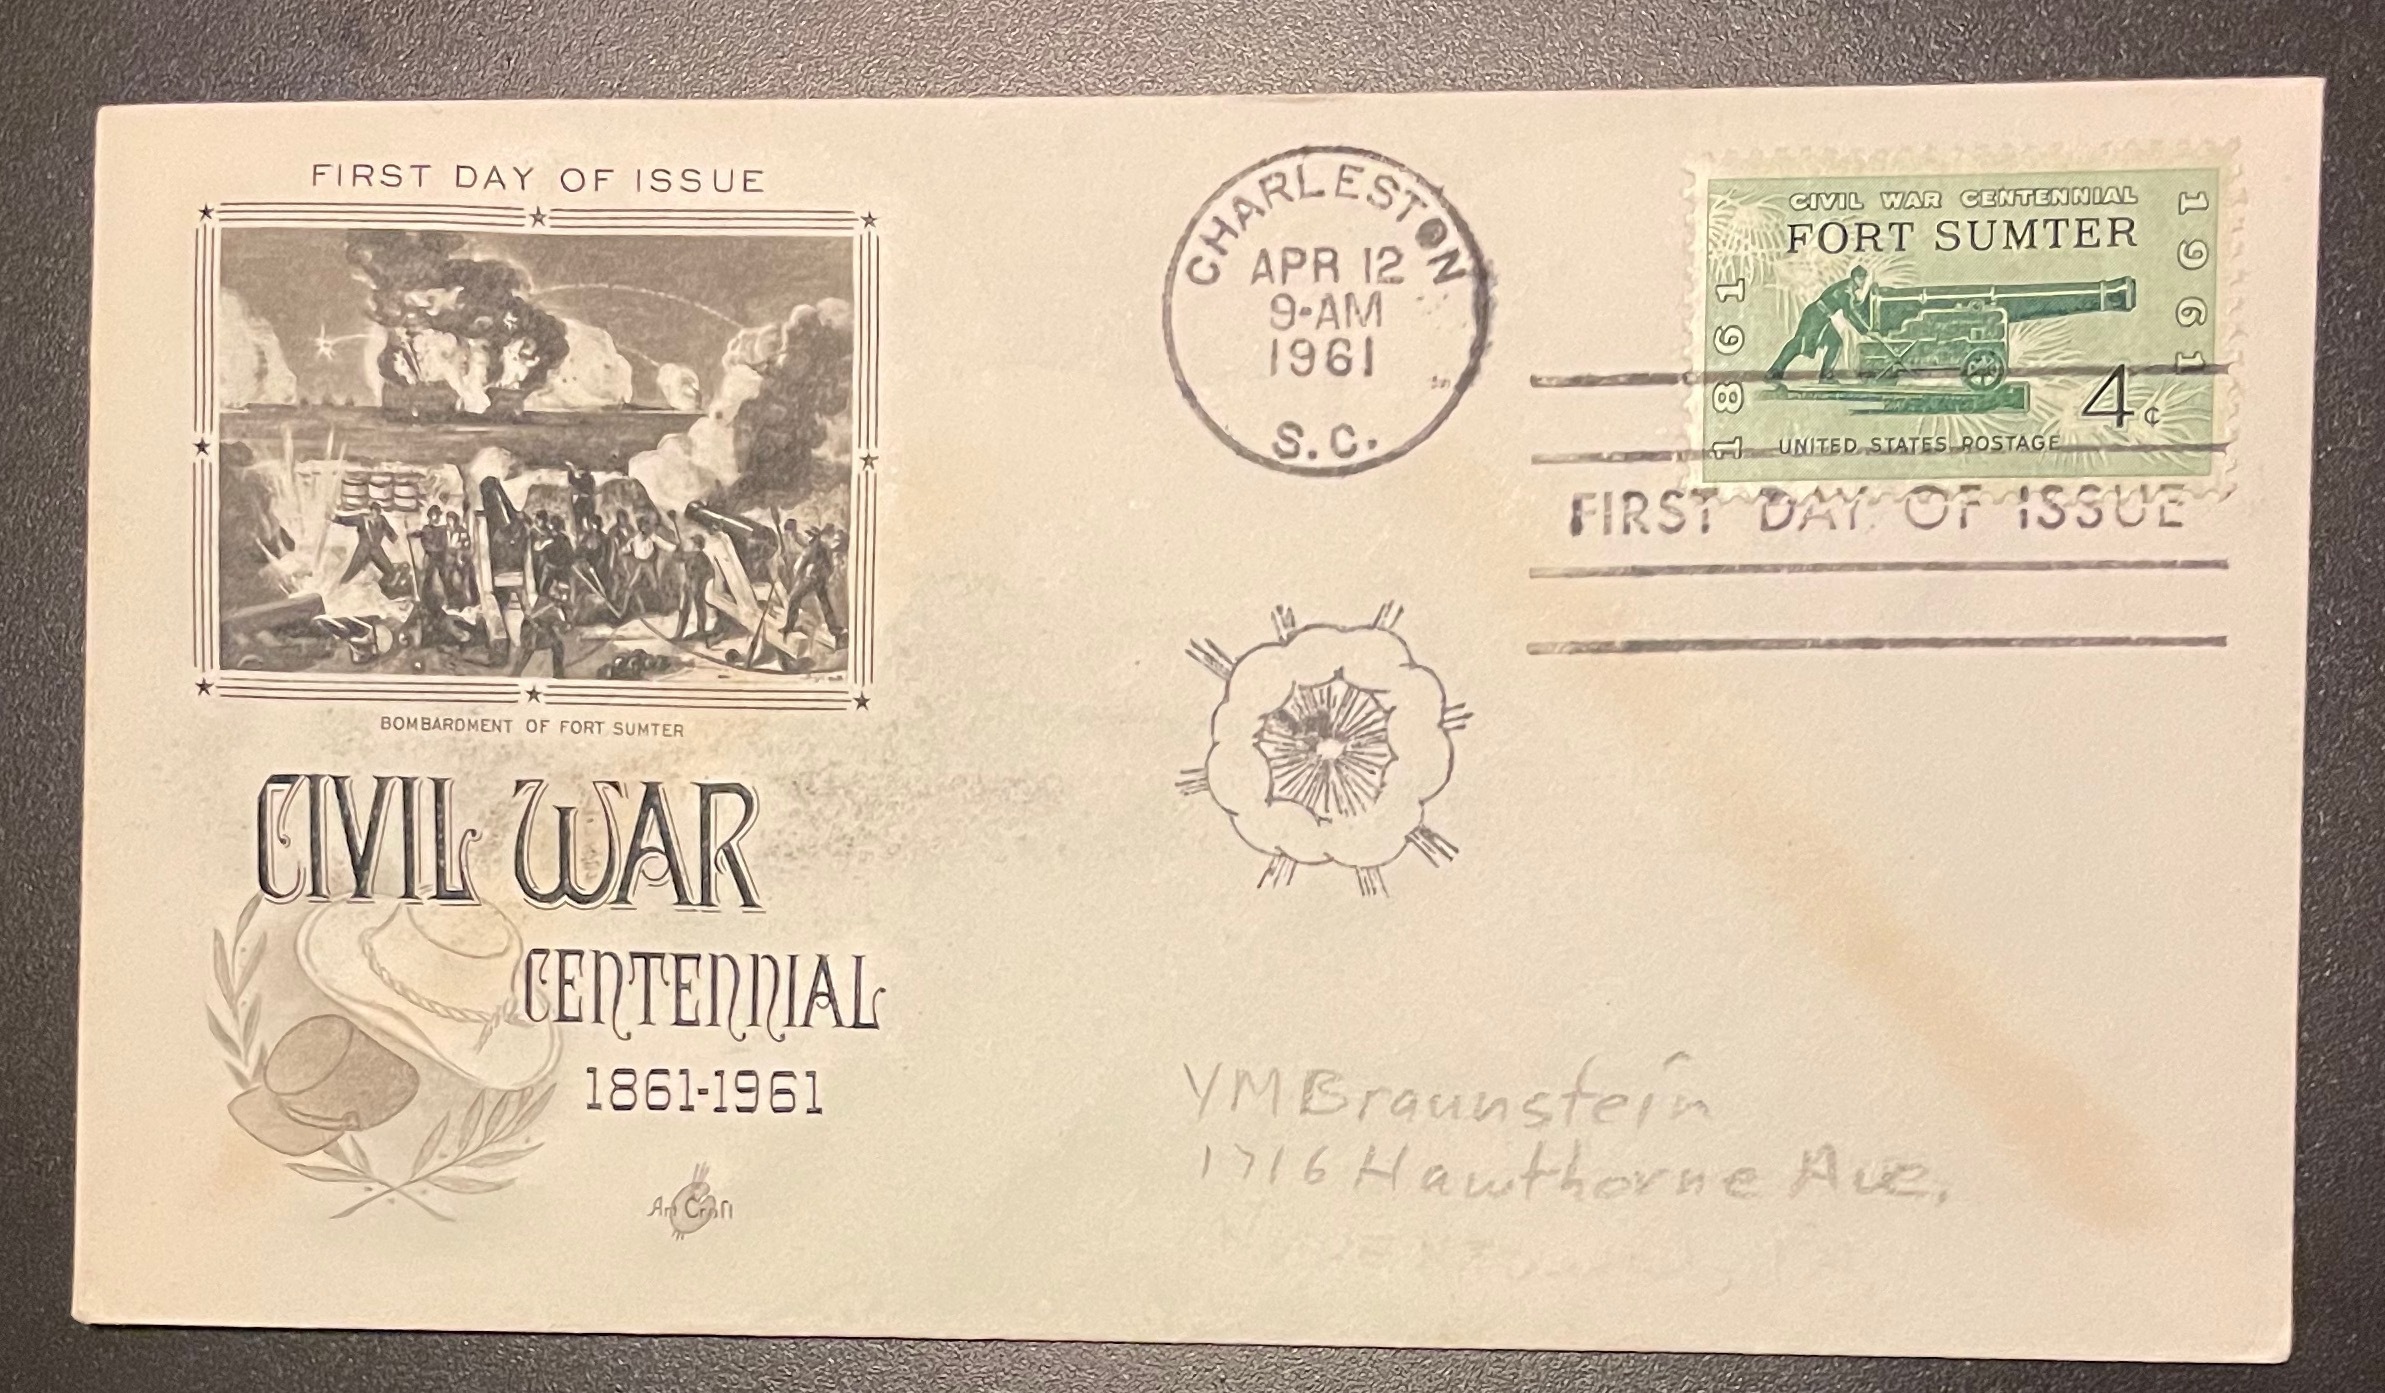 FIRST DAY OF ISSUE
BOMBARDMENT OF FORT SUMTER
CIVIL WAR
CENTENNIAL
1861-1961
Art Craft
CHARLESTON
APR 12
9-AM
1961
S.C.
CIVIL WAR CENTENNIAL
FORT SUMTER
1861
1961
4¢
UNITED STATES POSTAGE
FIRST DAY OF ISSUE
YMBraunstein
1716 Hawthorne Ave.